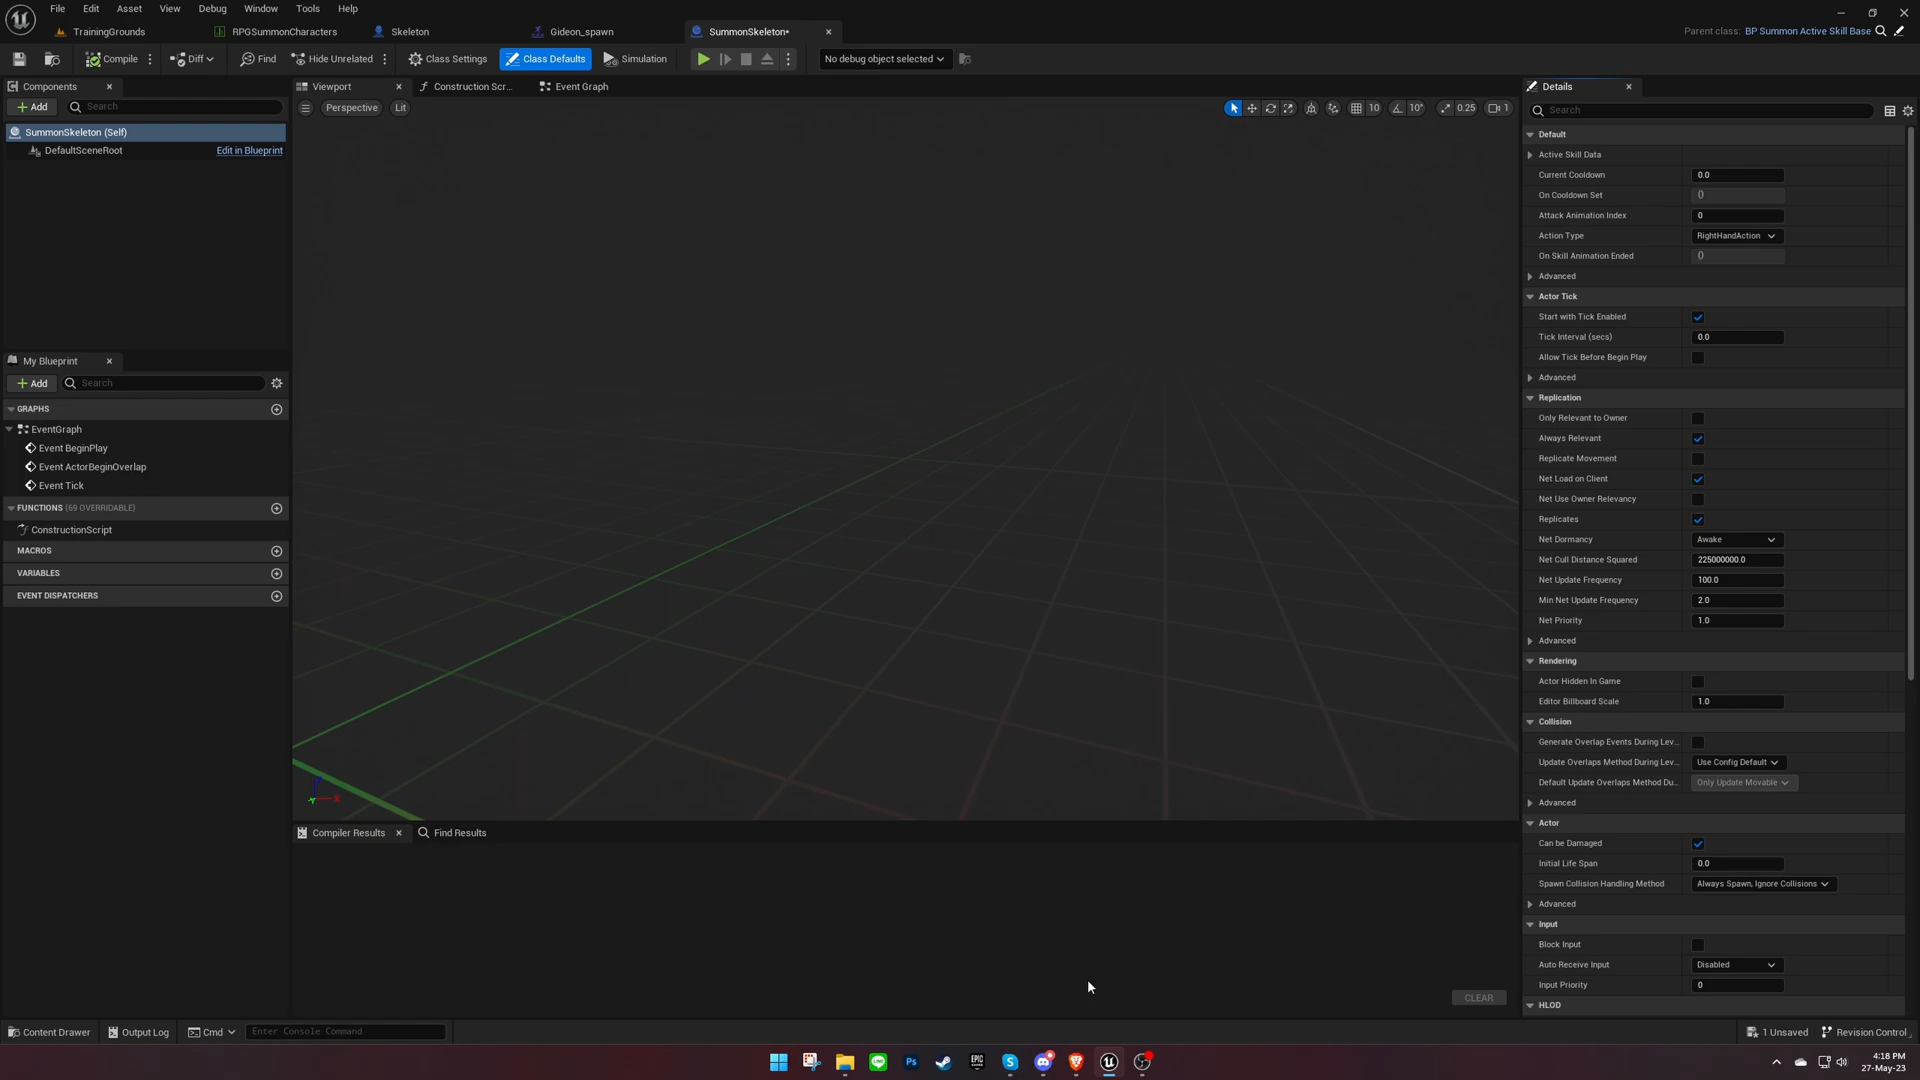 File Edit Asset View Debug Window Tools Help
TrainingGrounds RPGSummonCharacters Skeleton Gideon_spawn SummonSkeleton*
Parent class: BP Summon Active Skill Base
Compile Diff Find Hide Unrelated Class Settings Class Defaults Simulation No debug object selected
Components
Add Search
SummonSkeleton (Self)
DefaultSceneRoot Edit in Blueprint
My Blueprint
Add Search
GRAPHS
EventGraph
Event BeginPlay
Event ActorBeginOverlap
Event Tick
FUNCTIONS (69 OVERRIDABLE)
ConstructionScript
MACROS
VARIABLES
EVENT DISPATCHERS
Viewport Construction Scr... Event Graph
Perspective Lit 10 10° 0.25 1
X
Y
Compiler Results Find Results
CLEAR
Details
Search
Default
Active Skill Data
Current Cooldown 0.0
On Cooldown Set ()
Attack Animation Index 0
Action Type RightHandAction
On Skill Animation Ended ()
Advanced
Actor Tick
Start with Tick Enabled
Tick Interval (secs) 0.0
Allow Tick Before Begin Play
Advanced
Replication
Only Relevant to Owner
Always Relevant
Replicate Movement
Net Load on Client
Net Use Owner Relevancy
Replicates
Net Dormancy Awake
Net Cull Distance Squared 225000000.0
Net Update Frequency 100.0
Min Net Update Frequency 2.0
Net Priority 1.0
Advanced
Rendering
Actor Hidden In Game
Editor Billboard Scale 1.0
Collision
Generate Overlap Events During Lev...
Update Overlaps Method During Lev... Use Config Default
Default Update Overlaps Method Du... Only Update Movable
Advanced
Actor
Can be Damaged
Initial Life Span 0.0
Spawn Collision Handling Method Always Spawn, Ignore Collisions
Advanced
Input
Block Input
Auto Receive Input Disabled
Input Priority 0
HLOD
Content Drawer Output Log Cmd Enter Console Command 1 Unsaved Revision Control
LINE Ps EPIC GAMES
4:18 PM
27-May-23